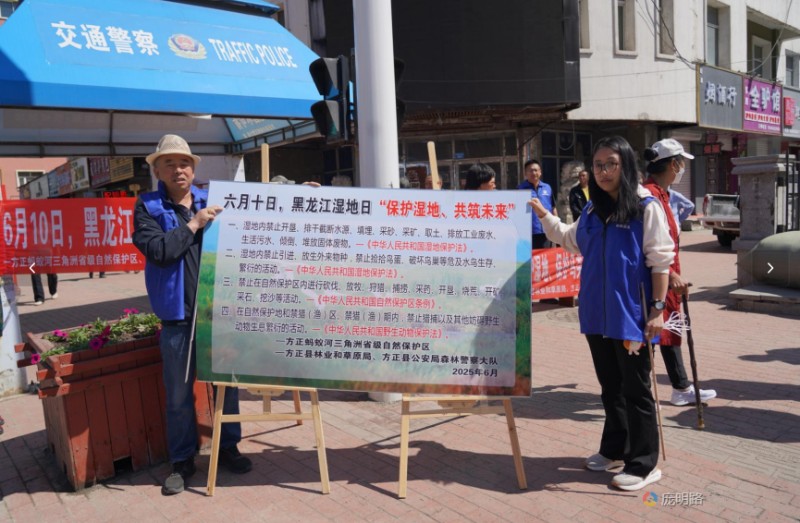 交通警察 TRAFFIC POLICE
烟酒行
全驴馆
6月10日，黑龙江
—方正蚂蚁河三角洲省级自然保护区
六月十日，黑龙江湿地日“保护湿地、共筑未来”
一、湿地内禁止开垦、排干截断水源、填埋、采砂、采矿、取土、排放工业废水、
生活污水、倾倒、堆放固体废物。—《中华人民共和国湿地保护法》。
二、湿地内禁止引进、放生外来物种，禁止捡拾鸟蛋、破坏鸟巢等危及水鸟生存、
繁衍的活动。—《中华人民共和国湿地保护法》。
三、禁止在自然保护区内进行砍伐、放牧、狩猎、捕捞、采药、开垦、烧荒、开矿、
采石、挖沙等活动。—《中华人民共和国自然保护区条例》。
四、在自然保护地和禁猎（渔）区、禁猎（渔）期内，禁止猎捕以及其他妨碍野生
动物生息繁衍的活动。—《中华人民共和国野生动物保护法》。
—方正蚂蚁河三角洲省级自然保护区
—方正县林业和草原局、方正县公安局森林警察大队
2025年6月
庞明路